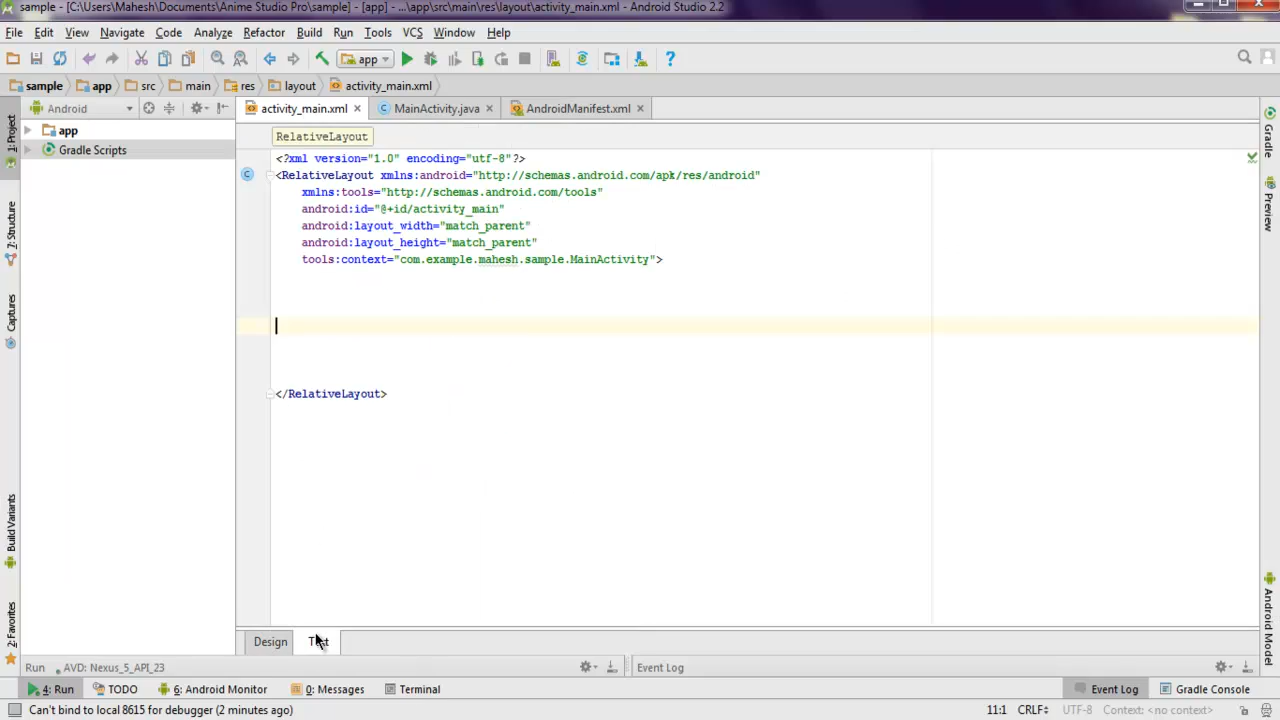 sample - [C:\Users\Mahesh\Documents\Anime Studio Pro\sample] - [app] - ...\app\src\main\res\layout\activity_main.xml - Android Studio 2.2
File Edit View Navigate Code Analyze Refactor Build Run Tools VCS Window Help
app
sample app src main res layout activity_main.xml
Android activity_main.xml MainActivity.java AndroidManifest.xml
1: Project
7: Structure
Captures
Build Variants
2: Favorites
app
Gradle Scripts
RelativeLayout
<?xml version="1.0" encoding="utf-8"?>
<RelativeLayout xmlns:android="http://schemas.android.com/apk/res/android"
xmlns:tools="http://schemas.android.com/tools"
android:id="@+id/activity_main"
android:layout_width="match_parent"
android:layout_height="match_parent"
tools:context="com.example.mahesh.sample.MainActivity">
</RelativeLayout>
Gradle
Preview
Android Model
Design Text
Run AVD: Nexus_5_API_23 Event Log
4: Run TODO 6: Android Monitor 0: Messages Terminal Event Log Gradle Console
Can't bind to local 8615 for debugger (2 minutes ago) 11:1 CRLF UTF-8 Context: <no context>